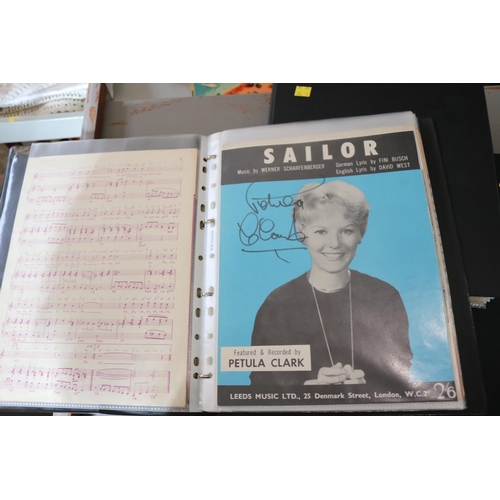 SAILOR
Music by WERNER SCHARFENBERGER
German Lyric by FINI BUSCH
English Lyric by DAVID WEST
Petula
Clark
Featured & Recorded by
PETULA CLARK
LEEDS MUSIC LTD., 25 Denmark Street, London, W.C.2
2/6